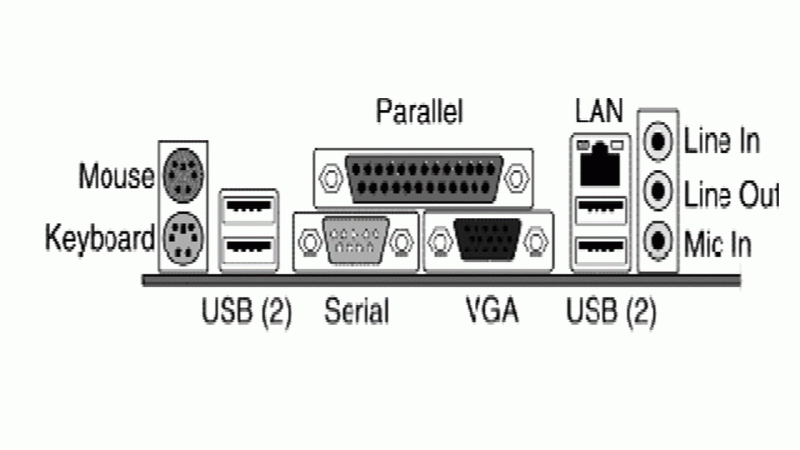 Parallel
LAN
Mouse
Keyboard
Line In
Line Out
Mic In
USB (2)
Serial
VGA
USB (2)